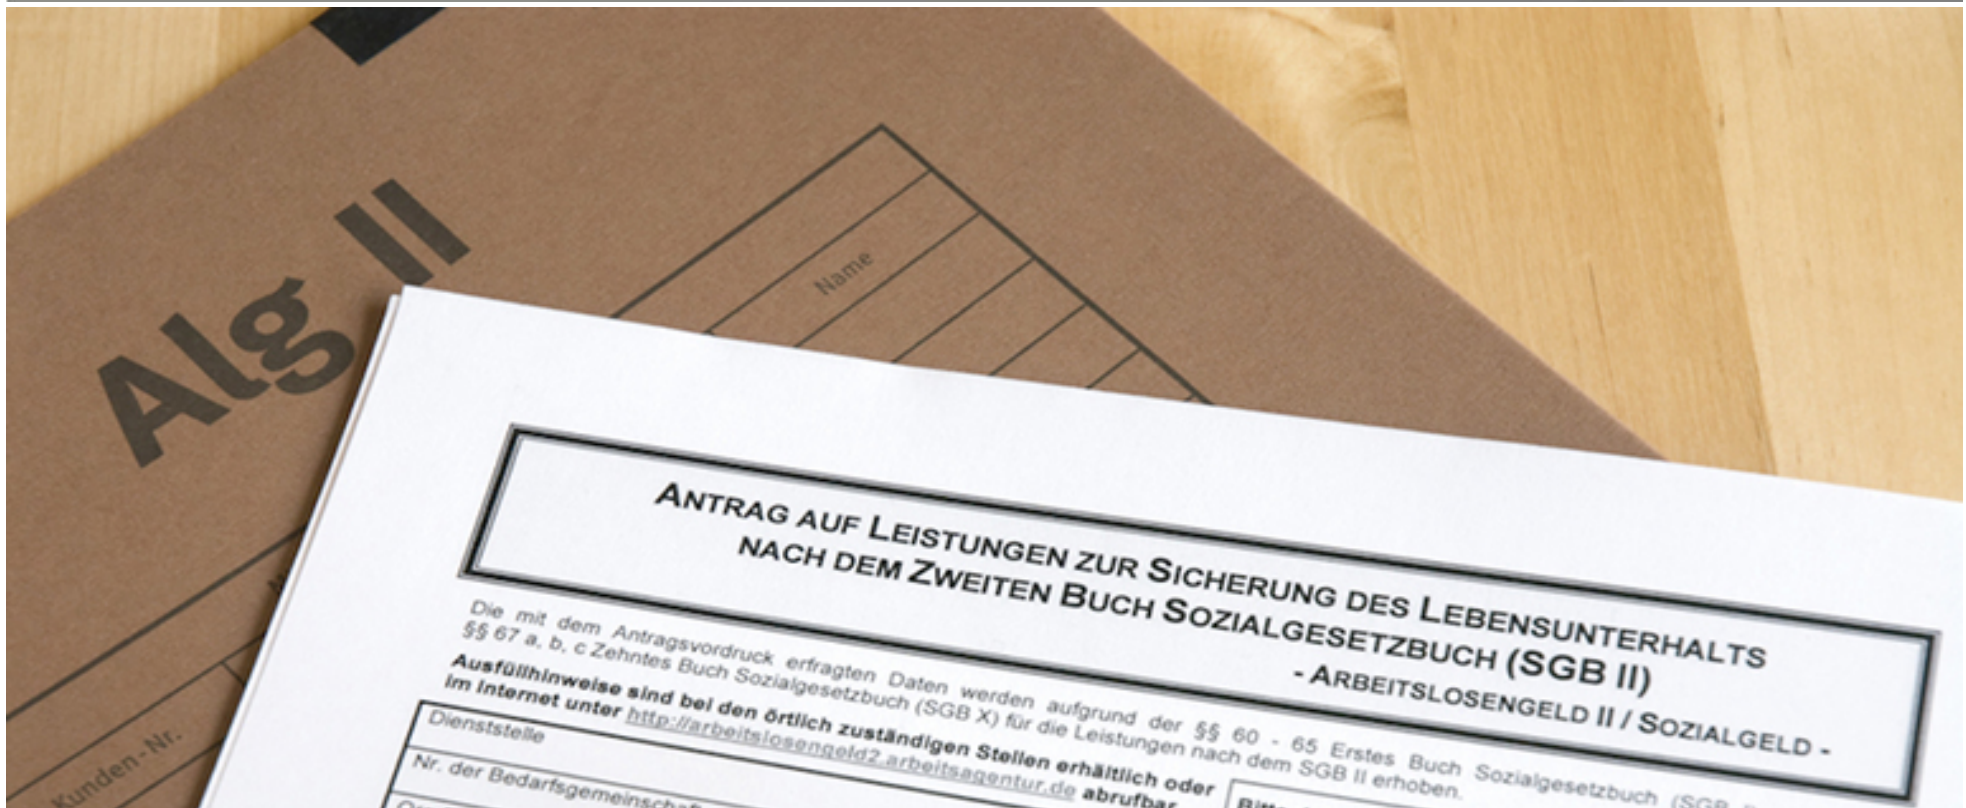 Alg II
Name
Kunden-Nr.
ANTRAG AUF LEISTUNGEN ZUR SICHERUNG DES LEBENSUNTERHALTS
NACH DEM ZWEITEN BUCH SOZIALGESETZBUCH (SGB II)
- ARBEITSLOSENGELD II / SOZIALGELD -
Die mit dem Antragsvordruck erfragten Daten werden aufgrund der §§ 60 - 65 Erstes Buch Sozialgesetzbuch (SGB
§§ 67 a, b, c Zehntes Buch Sozialgesetzbuch (SGB X) für die Leistungen nach dem SGB II erhoben.
Ausfüllhinweise sind bei den örtlich zuständigen Stellen erhältlich oder
im Internet unter http://arbeitslosengeld2.arbeitsagentur.de abrufbar
Dienststelle
Nr. der Bedarfsgemeinschaft